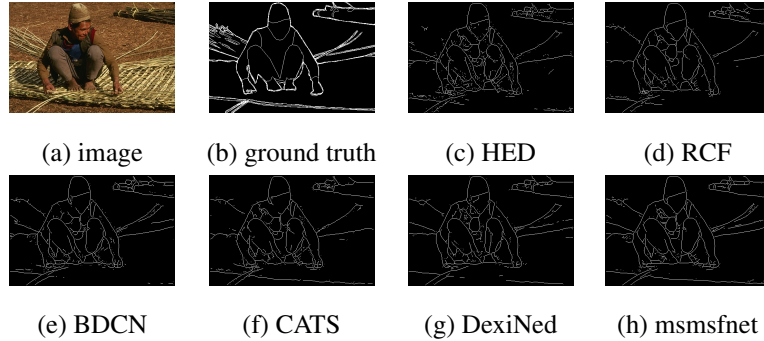 (a) image
(b) ground truth
(c) HED
(d) RCF
(e) BDCN
(f) CATS
(g) DexiNed
(h) msmsfnet